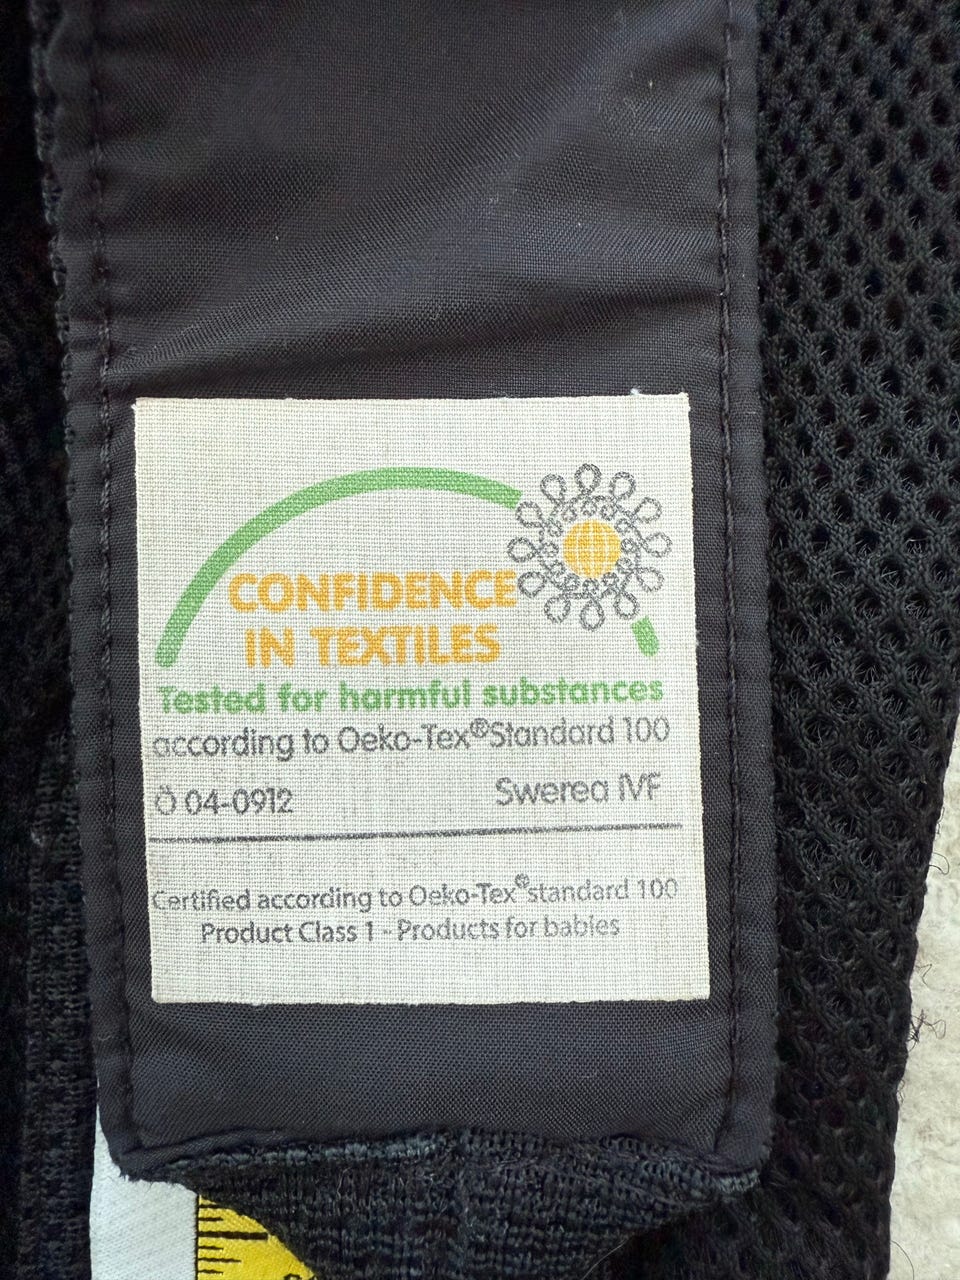 CONFIDENCE
IN TEXTILES
Tested for harmful substances
according to Oeko-Tex®Standard 100
Ö 04-0912 Swerea IVF
Certified according to Oeko-Tex®standard 100
Product Class 1 - Products for babies